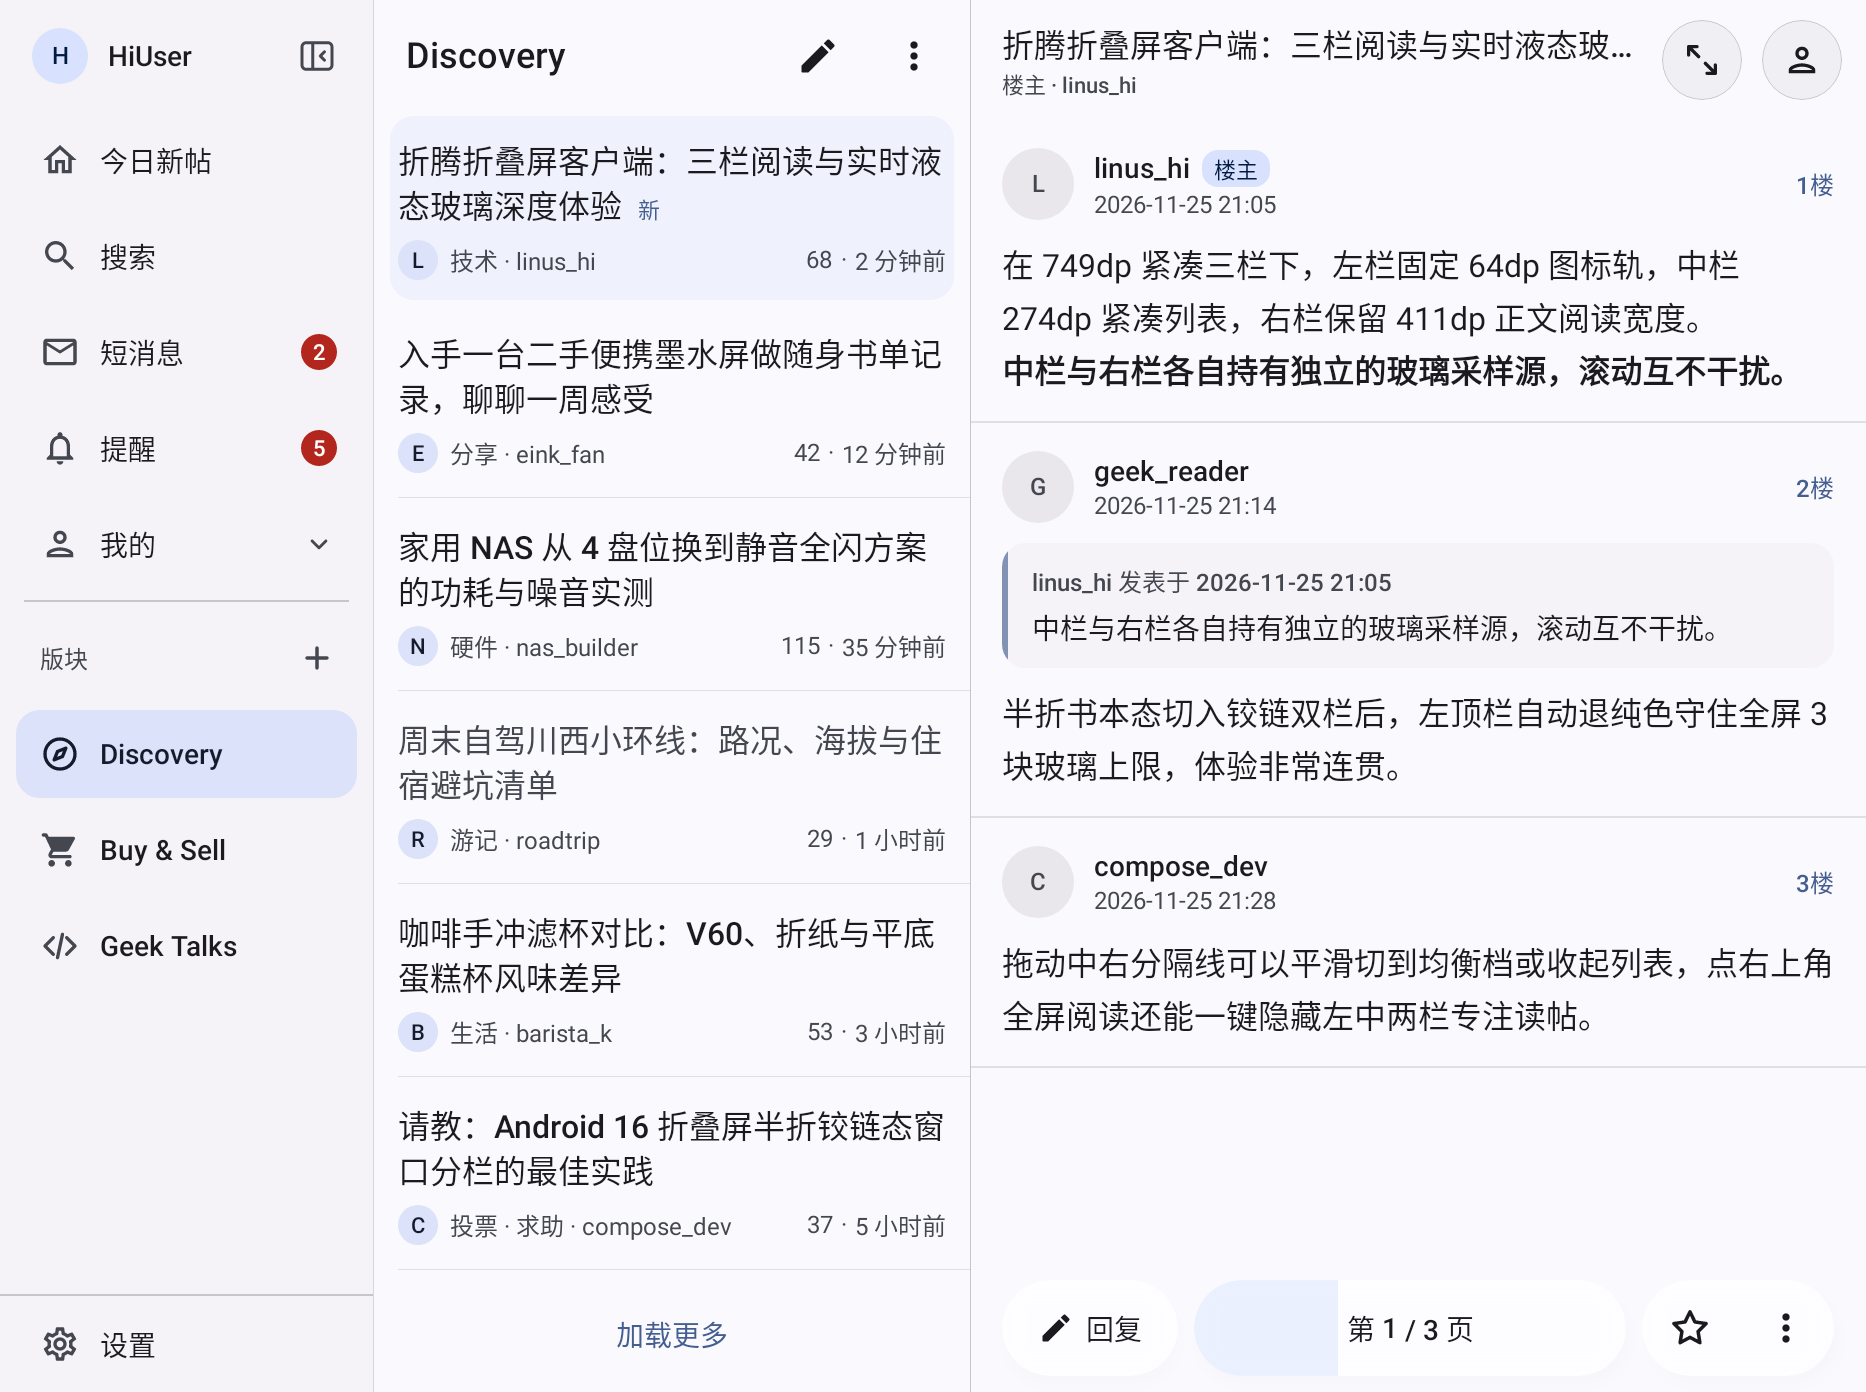 H HiUser
今日新帖
搜索
短消息 2
提醒 5
我的
版块
Discovery
Buy & Sell
Geek Talks
设置
Discovery
折腾折叠屏客户端：三栏阅读与实时液
态玻璃深度体验 新
L 技术 · linus_hi 68 · 2 分钟前
入手一台二手便携墨水屏做随身书单记
录，聊聊一周感受
E 分享 · eink_fan 42 · 12 分钟前
家用 NAS 从 4 盘位换到静音全闪方案
的功耗与噪音实测
N 硬件 · nas_builder 115 · 35 分钟前
周末自驾川西小环线：路况、海拔与住
宿避坑清单
R 游记 · roadtrip 29 · 1 小时前
咖啡手冲滤杯对比：V60、折纸与平底
蛋糕杯风味差异
B 生活 · barista_k 53 · 3 小时前
请教：Android 16 折叠屏半折铰链态窗
口分栏的最佳实践
C 投票 · 求助 · compose_dev 37 · 5 小时前
加载更多
折腾折叠屏客户端：三栏阅读与实时液态玻...
楼主 · linus_hi
L linus_hi 楼主 1楼
2026-11-25 21:05
在 749dp 紧凑三栏下，左栏固定 64dp 图标轨，中栏
274dp 紧凑列表，右栏保留 411dp 正文阅读宽度。
中栏与右栏各自持有独立的玻璃采样源，滚动互不干扰。
G geek_reader 2楼
2026-11-25 21:14
linus_hi 发表于 2026-11-25 21:05
中栏与右栏各自持有独立的玻璃采样源，滚动互不干扰。
半折书本态切入铰链双栏后，左顶栏自动退纯色守住全屏 3
块玻璃上限，体验非常连贯。
C compose_dev 3楼
2026-11-25 21:28
拖动中右分隔线可以平滑切到均衡档或收起列表，点右上角
全屏阅读还能一键隐藏左中两栏专注读帖。
回复 第 1 / 3 页